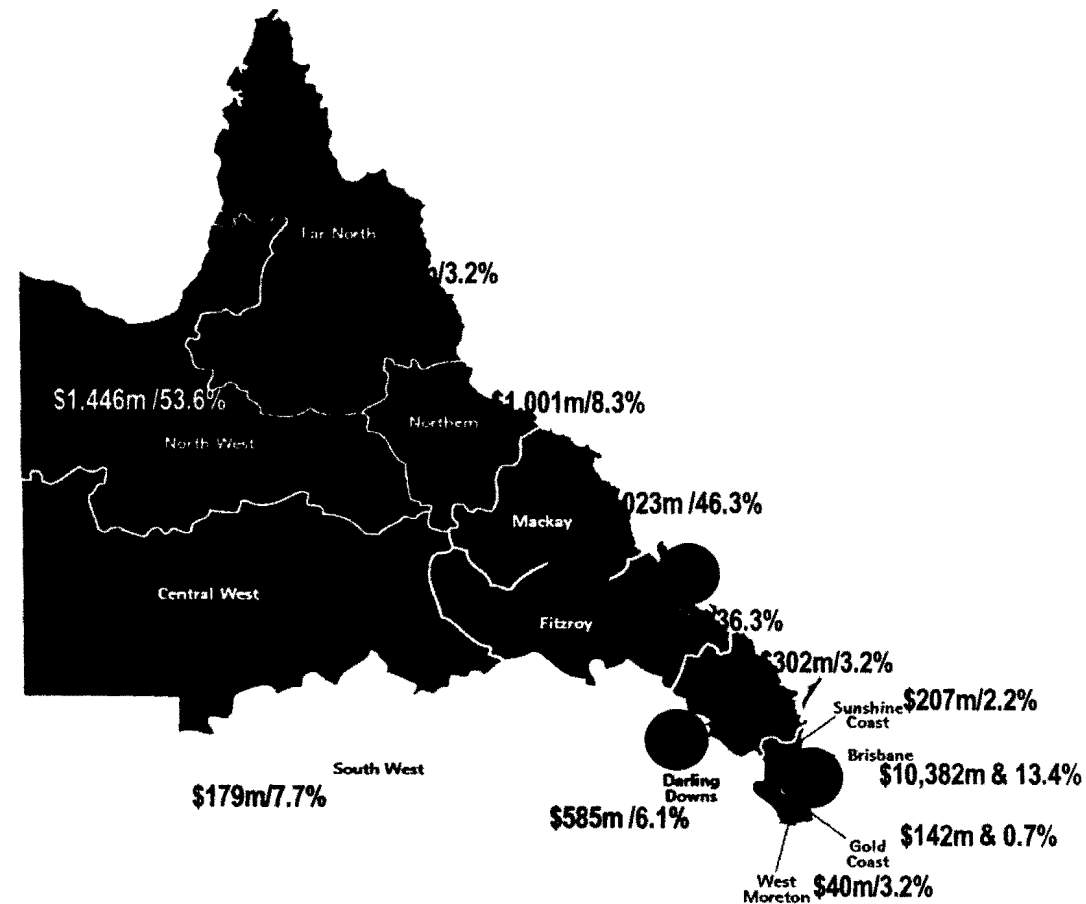 Far North
/3.2%
$1.446m /53.6%
$1,001m/8.3%
Northern
North West
023m /46.3%
Mackay
Central West
Fitzroy
36.3%
$302m/3.2%
Sunshine
Coast
$207m/2.2%
Brisbane
$10,382m & 13.4%
South West
$179m/7.7%
Darling
Downs
$585m /6.1%
Gold
Coast
$142m & 0.7%
West
Moreton
$40m/3.2%